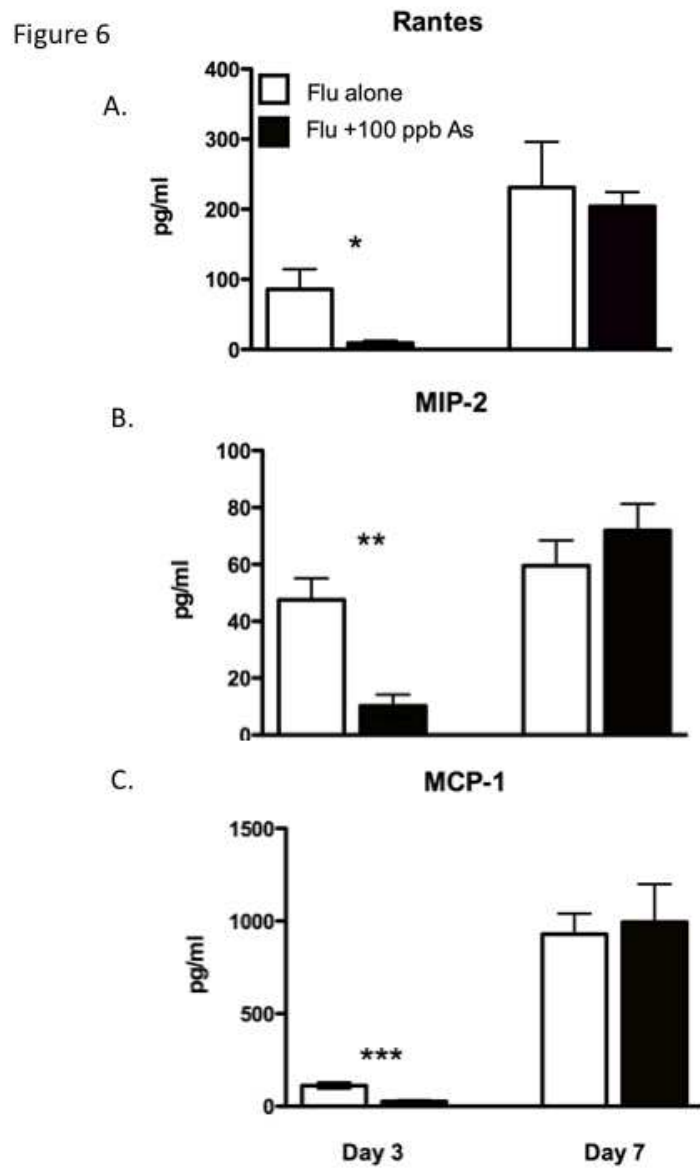 Figure 6
Rantes
A.
400
300
200
100
0
pg/ml
Flu alone
Flu +100 ppb As
*
MIP-2
B.
100
80
60
40
20
0
pg/ml
**
MCP-1
C.
1500
1000
500
0
pg/ml
***
Day 3 Day 7